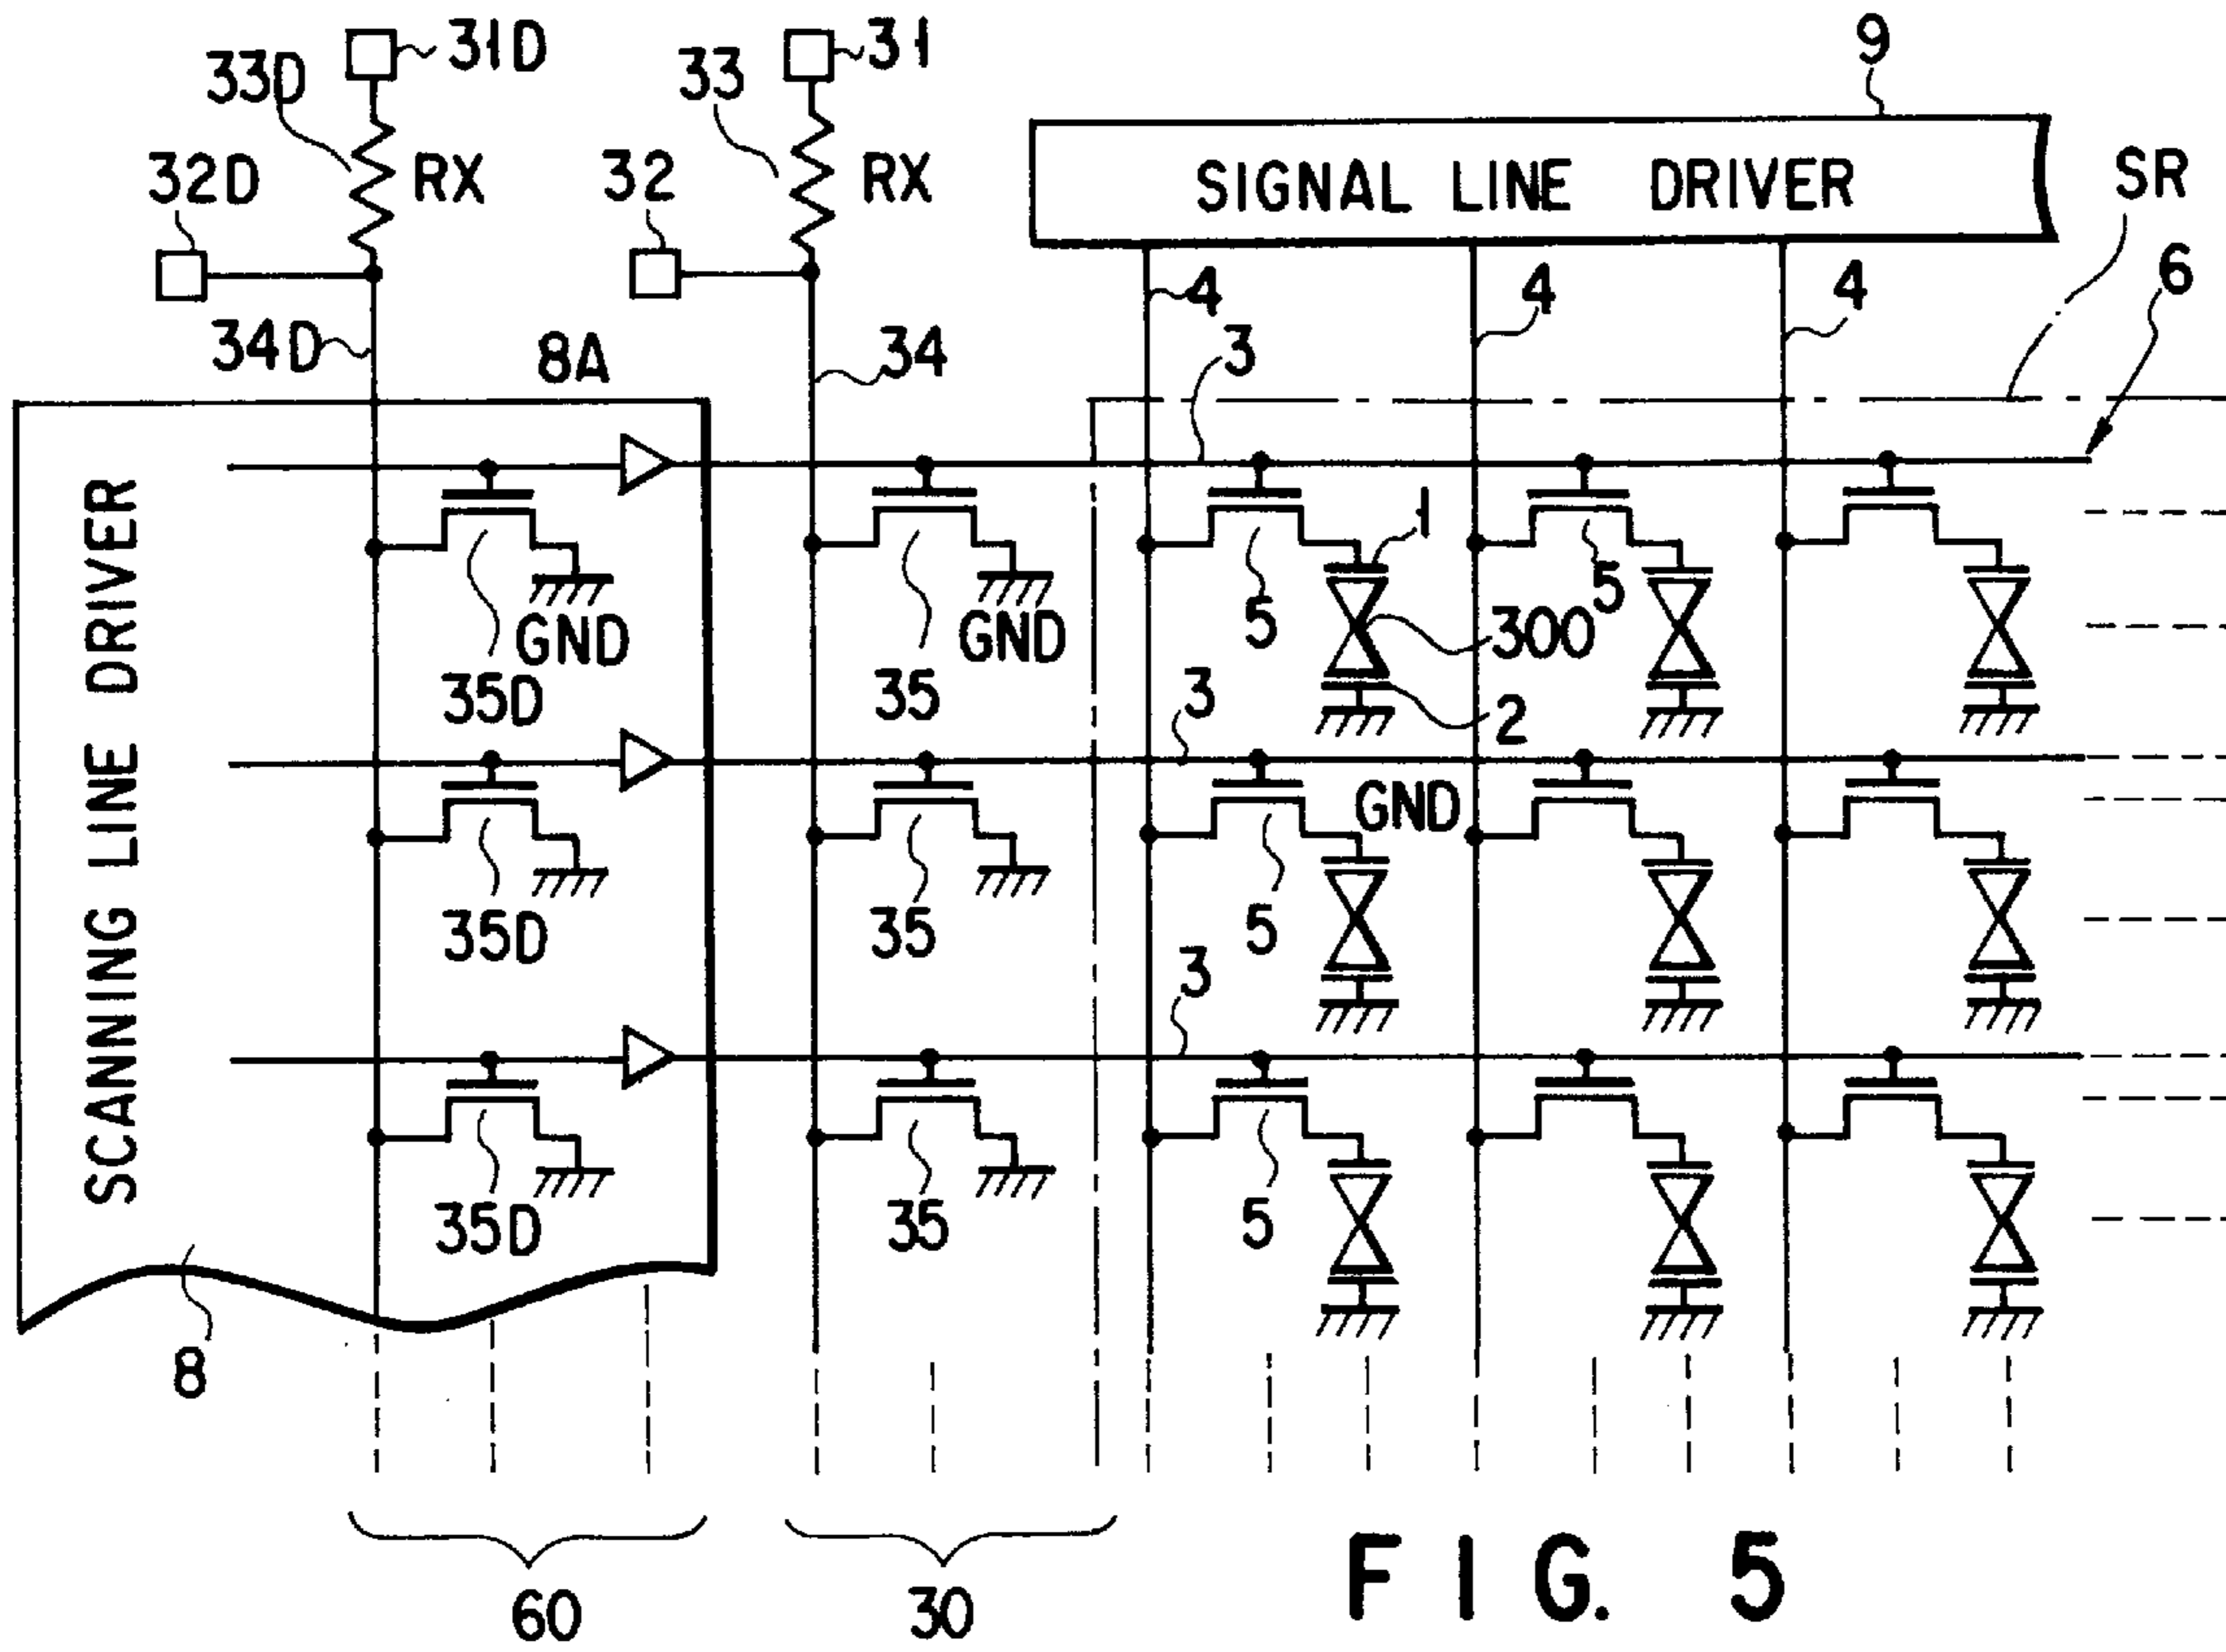 31D 31 9
33D 33
RX RX SIGNAL LINE DRIVER SR
32D 32
6
4 4 4
34D 8A 34 3
SCANNING LINE DRIVER
1
5 5
GND GND 300
35D 35 3 2
GND
35D 35 5
3
35D 35 5
8
60 30
FIG. 5